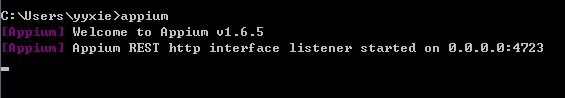 C:\Users\yyxie>appium
[Appium] Welcome to Appium v1.6.5
[Appium] Appium REST http interface listener started on 0.0.0.0:4723